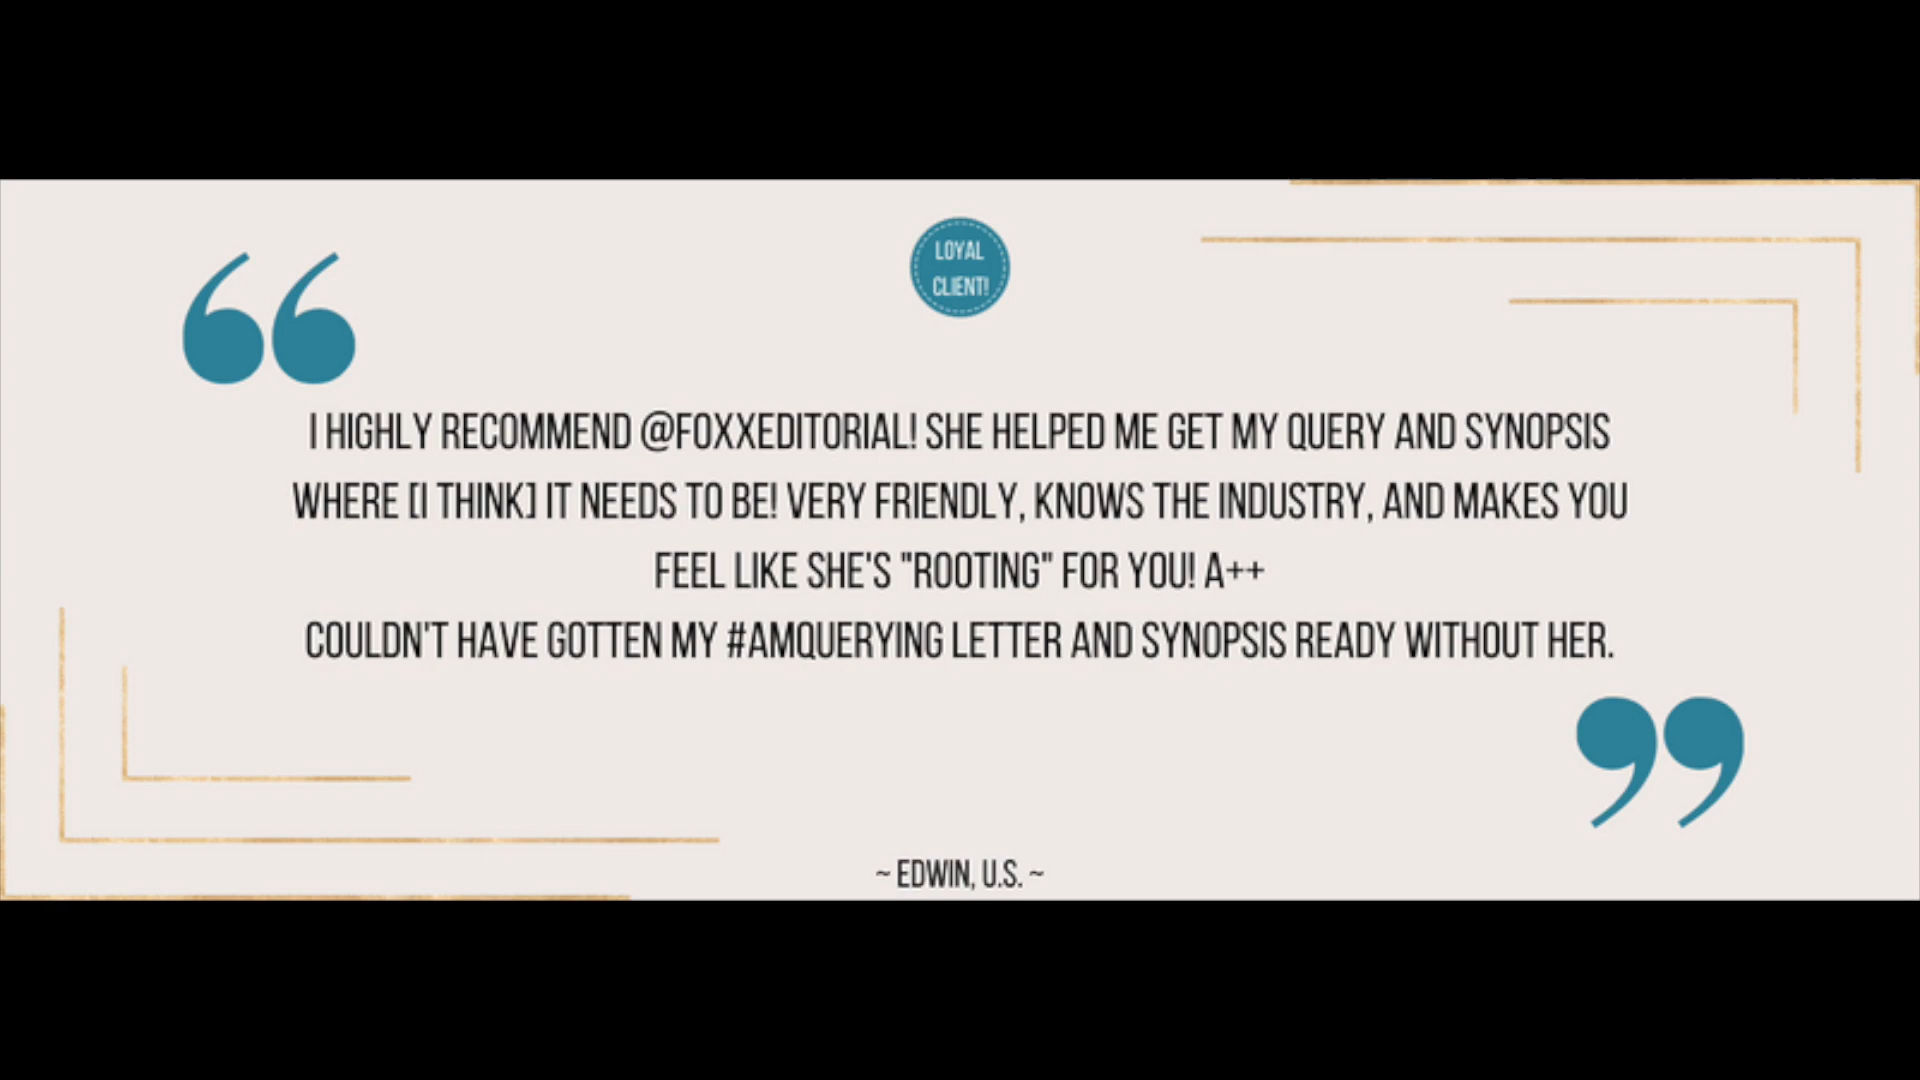 LOYAL
CLIENT!
I HIGHLY RECOMMEND @FOXXEDITORIAL! SHE HELPED ME GET MY QUERY AND SYNOPSIS
WHERE [I THINK] IT NEEDS TO BE! VERY FRIENDLY, KNOWS THE INDUSTRY, AND MAKES YOU
FEEL LIKE SHE'S "ROOTING" FOR YOU! A++
COULDN'T HAVE GOTTEN MY #AMQUERYING LETTER AND SYNOPSIS READY WITHOUT HER.
~ EDWIN, U.S. ~